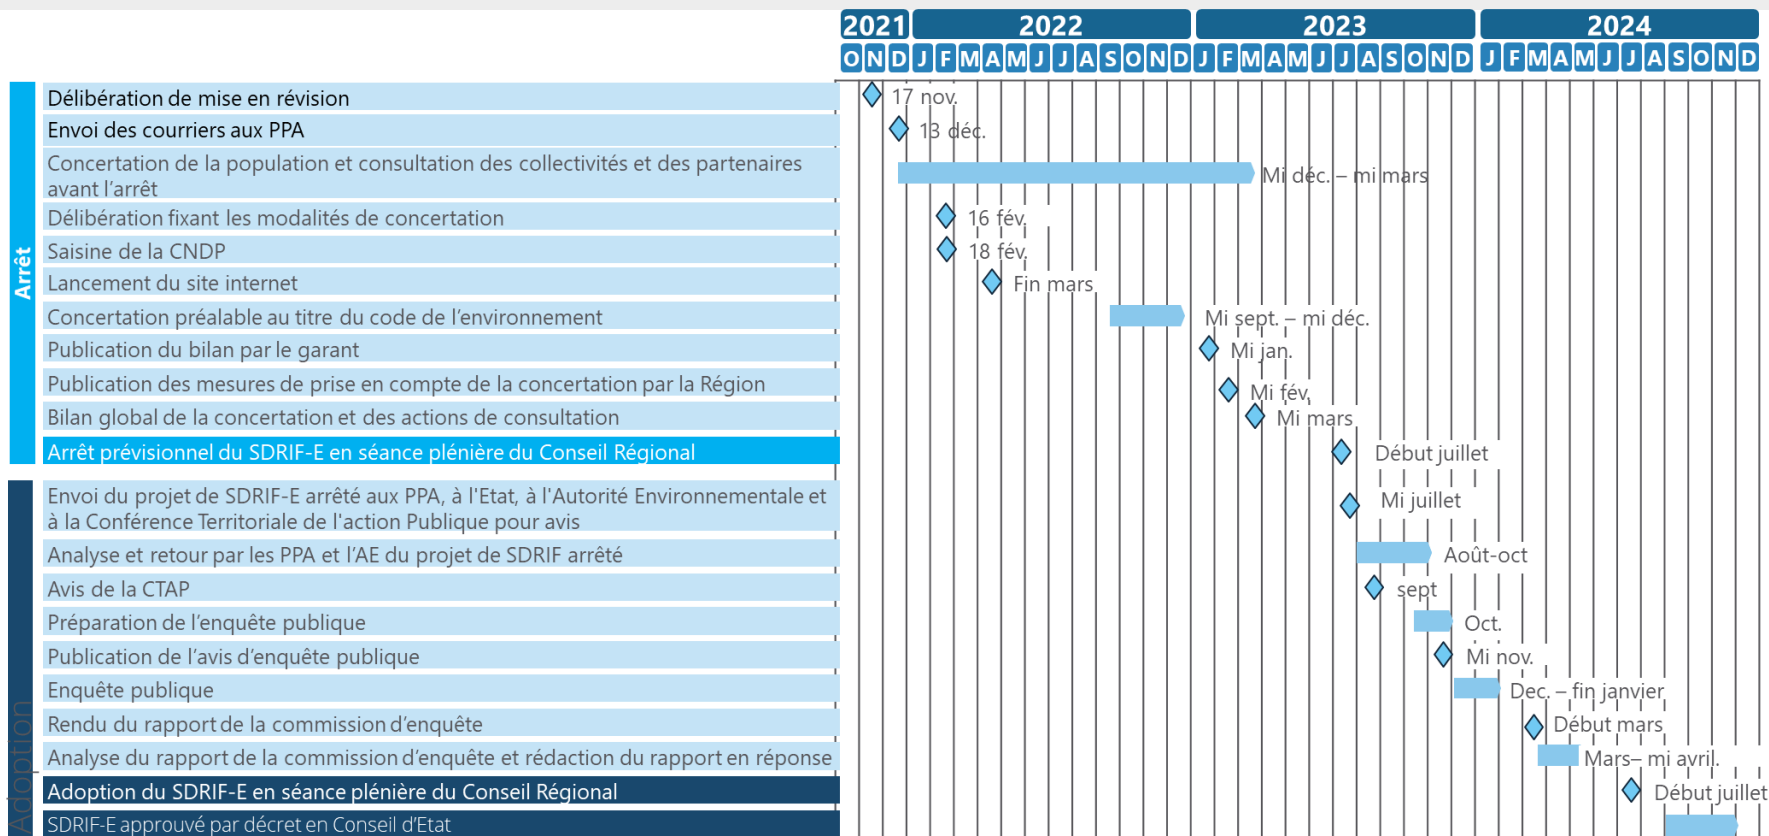 2021 2022 2023 2024
O N D J F M A M J J A S O N D J F M A M J J A S O N D J F M A M J J A S O N D
Arrêt
Délibération de mise en révision
17 nov.
Envoi des courriers aux PPA
13 déc.
Concertation de la population et consultation des collectivités et des partenaires
avant l’arrêt
Mi déc. – mi mars
Délibération fixant les modalités de concertation
16 fév.
Saisine de la CNDP
18 fév.
Lancement du site internet
Fin mars
Concertation préalable au titre du code de l’environnement
Mi sept. – mi déc.
Publication du bilan par le garant
Mi jan.
Publication des mesures de prise en compte de la concertation par la Région
Mi fév.
Bilan global de la concertation et des actions de consultation
Mi mars
Arrêt prévisionnel du SDRIF-E en séance plénière du Conseil Régional
Début juillet
Adoption
Envoi du projet de SDRIF-E arrêté aux PPA, à l'Etat, à l'Autorité Environnementale et
à la Conférence Territoriale de l'action Publique pour avis
Mi juillet
Analyse et retour par les PPA et l’AE du projet de SDRIF arrêté
Août-oct
Avis de la CTAP
sept
Préparation de l’enquête publique
Oct.
Publication de l’avis d’enquête publique
Mi nov.
Enquête publique
Dec. – fin janvier
Rendu du rapport de la commission d’enquête
Début mars
Analyse du rapport de la commission d’enquête et rédaction du rapport en réponse
Mars– mi avril.
Adoption du SDRIF-E en séance plénière du Conseil Régional
Début juillet
SDRIF-E approuvé par décret en Conseil d’Etat